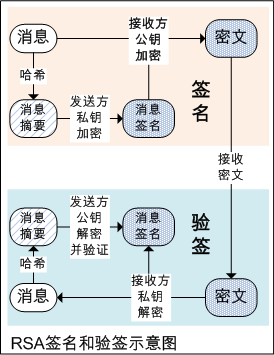 消息
接收方
公钥
加密
密文
哈希
消息
摘要
发送方
私钥
加密
消息
签名
签
名
接收
密文
消息
摘要
发送方
公钥
解密
并验证
消息
签名
验
签
哈希
消息
接收方
私钥
解密
密文
RSA签名和验签示意图